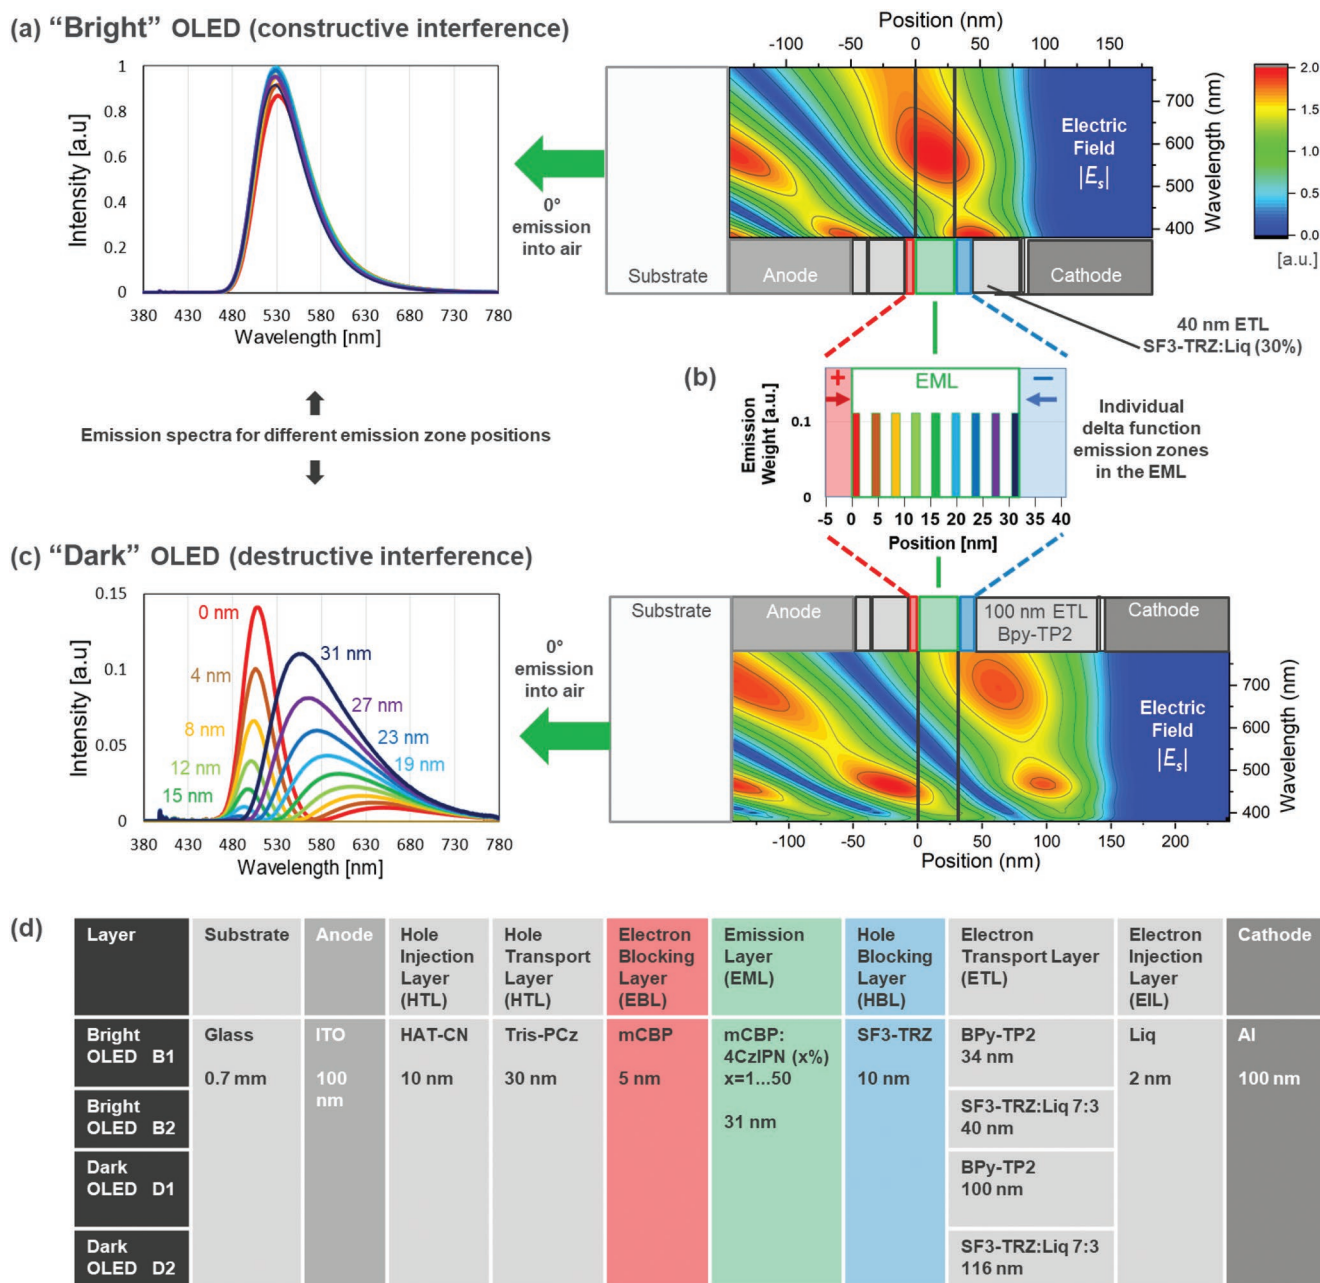 (a) “Bright” OLED (constructive interference)
Intensity [a.u]
1
0.8
0.6
0.4
0.2
0
380 430 480 530 580 630 680 730 780
Wavelength [nm]
0°
emission
into air
Position (nm)
-100 -50 0 50 100 150
Electric
Field
|Es|
700
600
500
400
Wavelength (nm)
2.0
1.5
1.0
0.5
0.0
[a.u.]
Substrate
Anode
Cathode
40 nm ETL
SF3-TRZ:Liq (30%)
Emission spectra for different emission zone positions
(b)
+
EML
−
Emission
Weight [a.u.]
0.1
0
-5 0 5 10 15 20 25 30 35 40
Position [nm]
Individual
delta function
emission zones
in the EML
(c) “Dark” OLED (destructive interference)
Intensity [a.u]
0.15
0.1
0.05
0
0 nm
4 nm
8 nm
12 nm
15 nm
31 nm
27 nm
23 nm
19 nm
380 430 480 530 580 630 680 730 780
Wavelength [nm]
0°
emission
into air
Substrate
Anode
100 nm ETL
Bpy-TP2
Cathode
Electric
Field
|Es|
700
600
500
400
Wavelength (nm)
-100 -50 0 50 100 150 200
Position (nm)
(d)
Layer
Substrate
Anode
Hole
Injection
Layer
(HTL)
Hole
Transport
Layer
(HTL)
Electron
Blocking
Layer
(EBL)
Emission
Layer
(EML)
Hole
Blocking
Layer
(HBL)
Electron
Transport Layer
(ETL)
Electron
Injection
Layer
(EIL)
Cathode
Bright
OLED B1
Glass
0.7 mm
ITO
100
nm
HAT-CN
10 nm
Tris-PCz
30 nm
mCBP
5 nm
mCBP:
4CzIPN (x%)
x=1...50
31 nm
SF3-TRZ
10 nm
BPy-TP2
34 nm
Liq
2 nm
Al
100 nm
Bright
OLED B2
SF3-TRZ:Liq 7:3
40 nm
Dark
OLED D1
BPy-TP2
100 nm
Dark
OLED D2
SF3-TRZ:Liq 7:3
116 nm